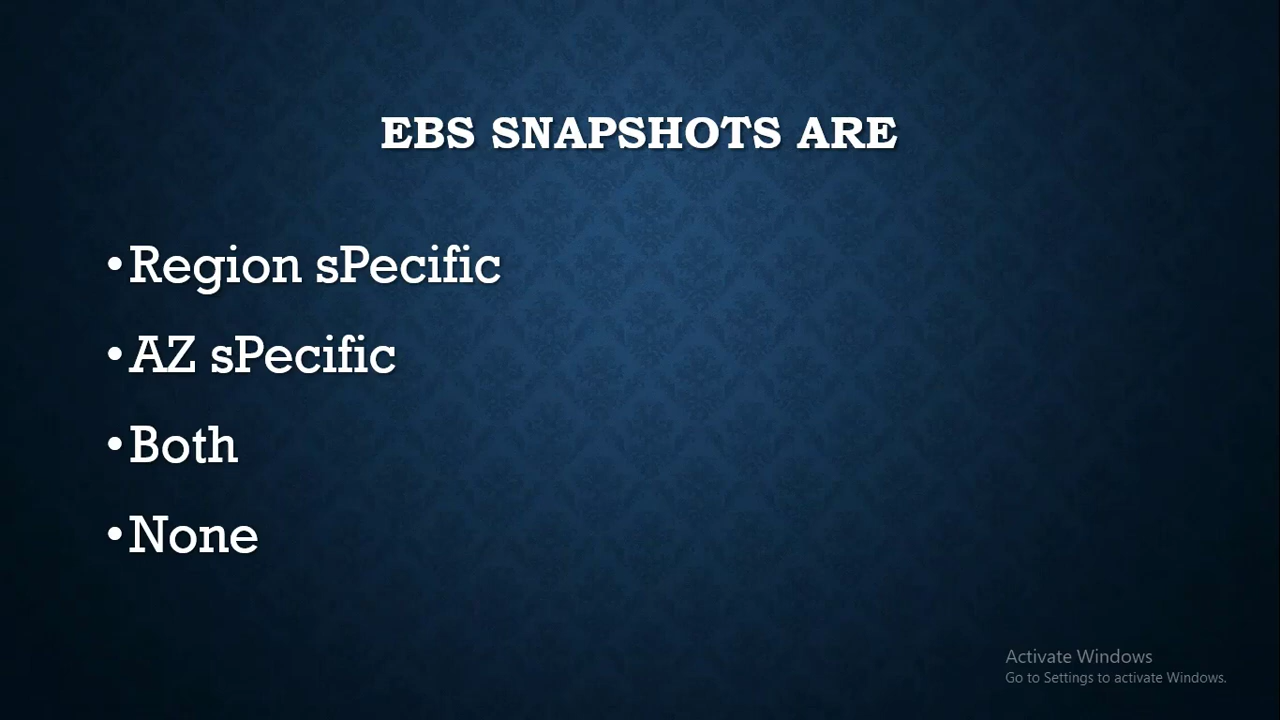 EBS SNAPSHOTS ARE
•Region sPecific
•AZ sPecific
•Both
•None
Activate Windows
Go to Settings to activate Windows.